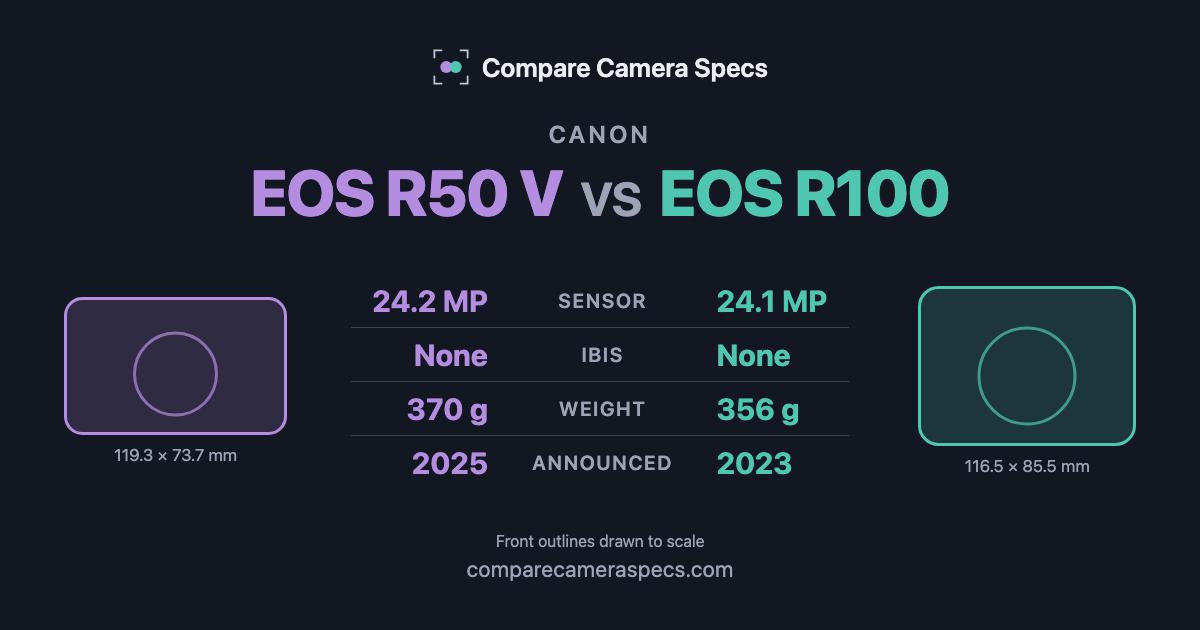 Compare Camera Specs
CANON
EOS R50 V VS EOS R100
24.2 MP SENSOR 24.1 MP
None IBIS None
370 g WEIGHT 356 g
2025 ANNOUNCED 2023
119.3 × 73.7 mm
116.5 × 85.5 mm
Front outlines drawn to scale
comparecameraspecs.com